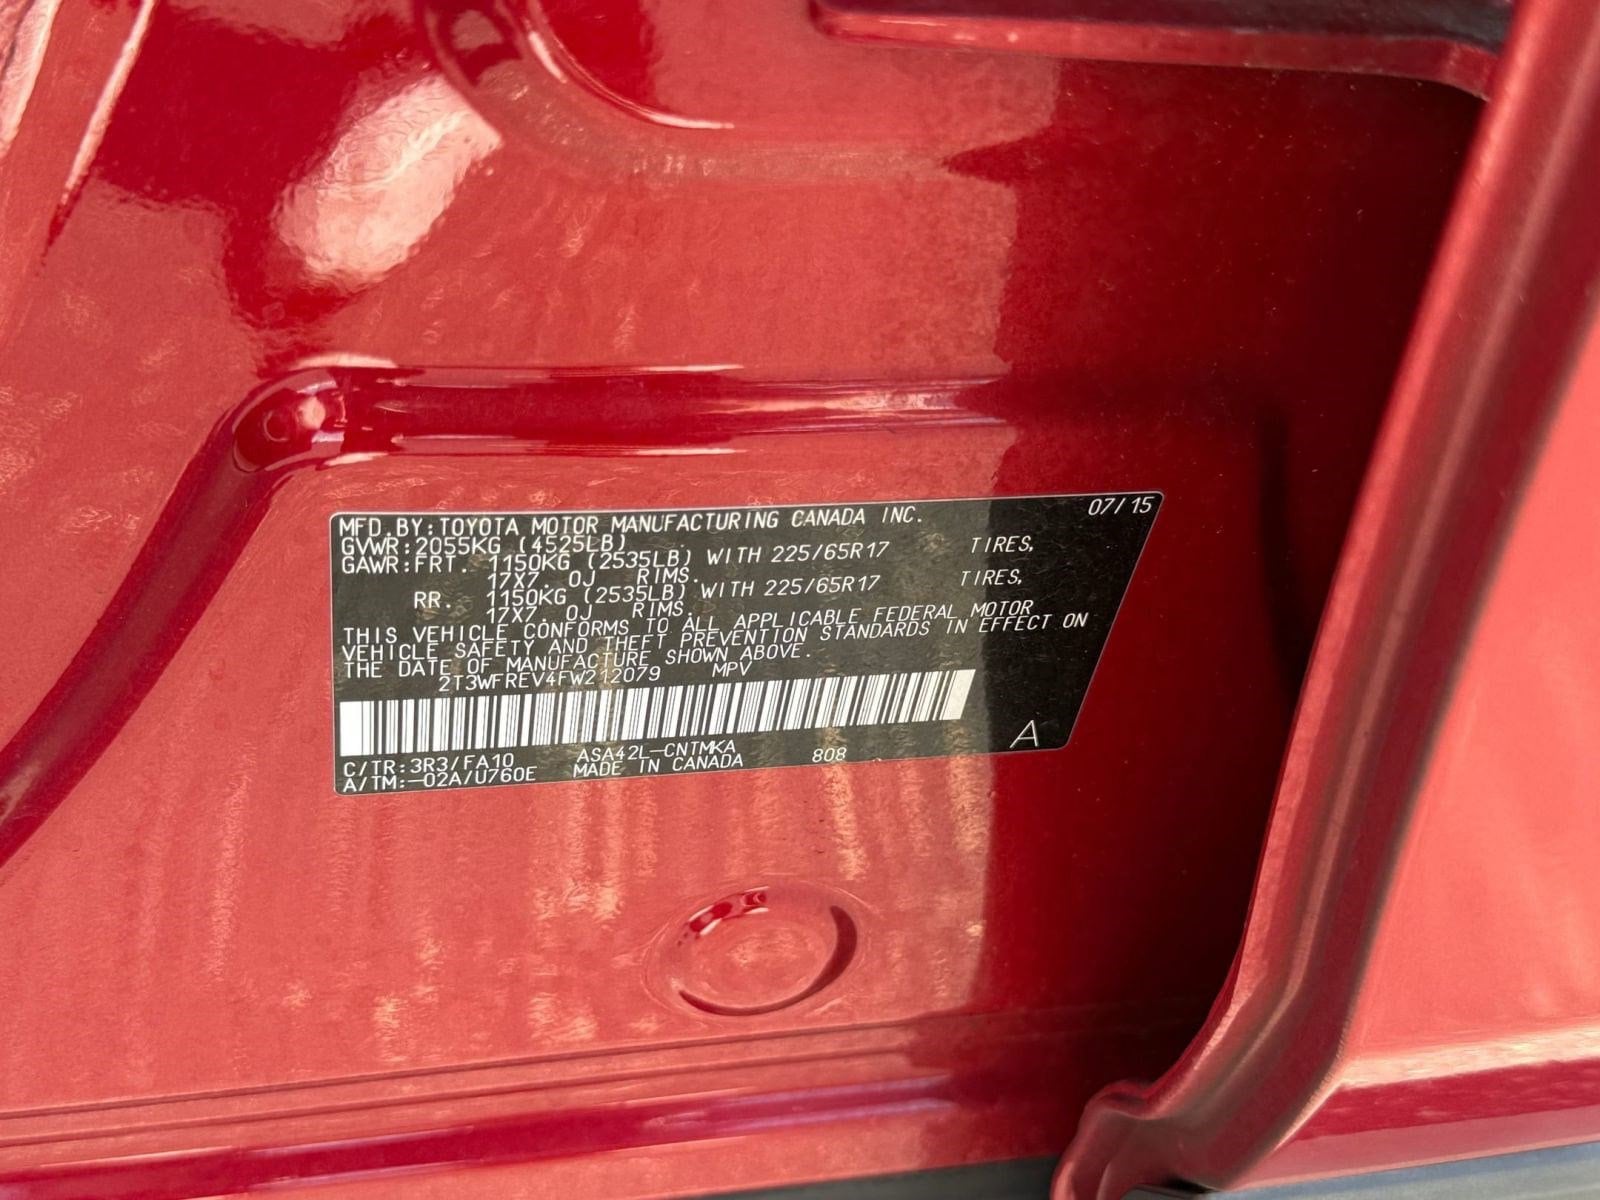 MFD.BY:TOYOTA MOTOR MANUFACTURING CANADA INC. 07/15
GVWR:2055KG (4525LB)
GAWR:FRT. 1150KG (2535LB) WITH 225/65R17 TIRES,
17X7. 0J RIMS.
RR. 1150KG (2535LB) WITH 225/65R17 TIRES,
17X7. 0J RIMS.
THIS VEHICLE CONFORMS TO ALL APPLICABLE FEDERAL MOTOR
VEHICLE SAFETY AND THEFT PREVENTION STANDARDS IN EFFECT ON
THE DATE OF MANUFACTURE SHOWN ABOVE.
2T3WFREV4FW212079 MPV
C/TR:3R3/FA10 ASA42L-CNTMKA 808 A
A/TM:-02A/U760E MADE IN CANADA